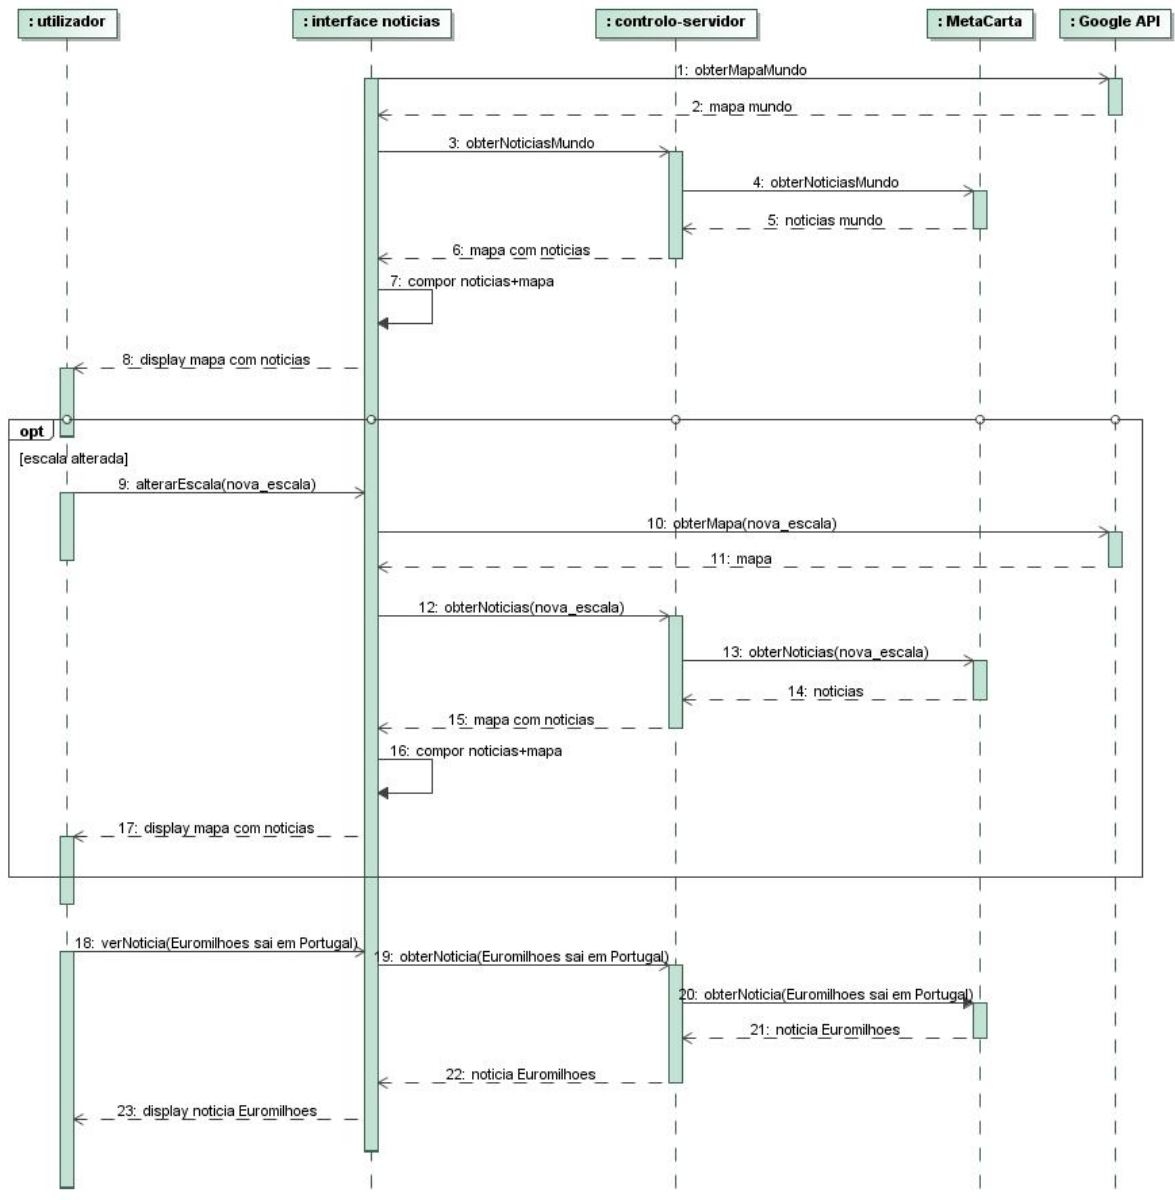 : utilizador
: interface noticias
: controlo-servidor
: MetaCarta
: Google API
1: obterMapaMundo
2: mapa mundo
3: obterNoticiasMundo
4: obterNoticiasMundo
5: noticias mundo
6: mapa com noticias
7: compor noticias+mapa
8: display mapa com noticias
opt
[escala alterada]
9: alterarEscala(nova_escala)
10: obterMapa(nova_escala)
11: mapa
12: obterNoticias(nova_escala)
13: obterNoticias(nova_escala)
14: noticias
15: mapa com noticias
16: compor noticias+mapa
17: display mapa com noticias
18: verNoticia(Euromilhoes sai em Portugal)
19: obterNoticia(Euromilhoes sai em Portugal)
20: obterNoticia(Euromilhoes sai em Portugal)
21: noticia Euromilhoes
22: noticia Euromilhoes
23: display noticia Euromilhoes